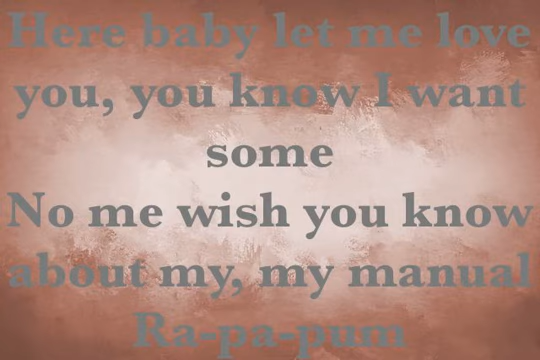 Here baby let me love
you, you know I want
some
No me wish you know
about my, my manual
Ra-pa-pum